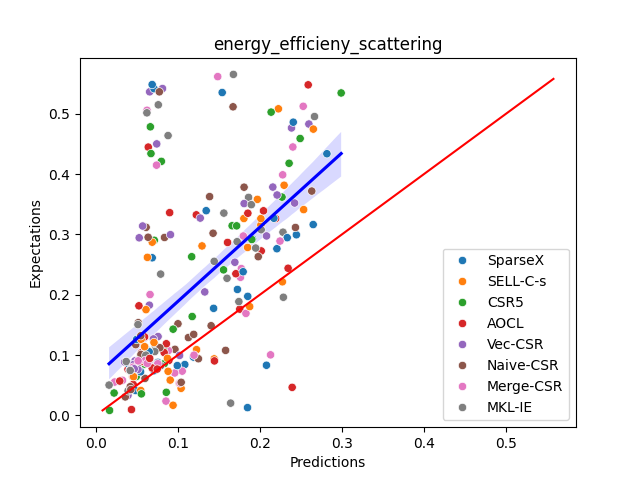 energy_efficieny_scattering
Expectations
0.5
0.4
0.3
0.2
0.1
0.0
0.0
0.1
0.2
0.3
0.4
0.5
Predictions
SparseX
SELL-C-s
CSR5
AOCL
Vec-CSR
Naive-CSR
Merge-CSR
MKL-IE